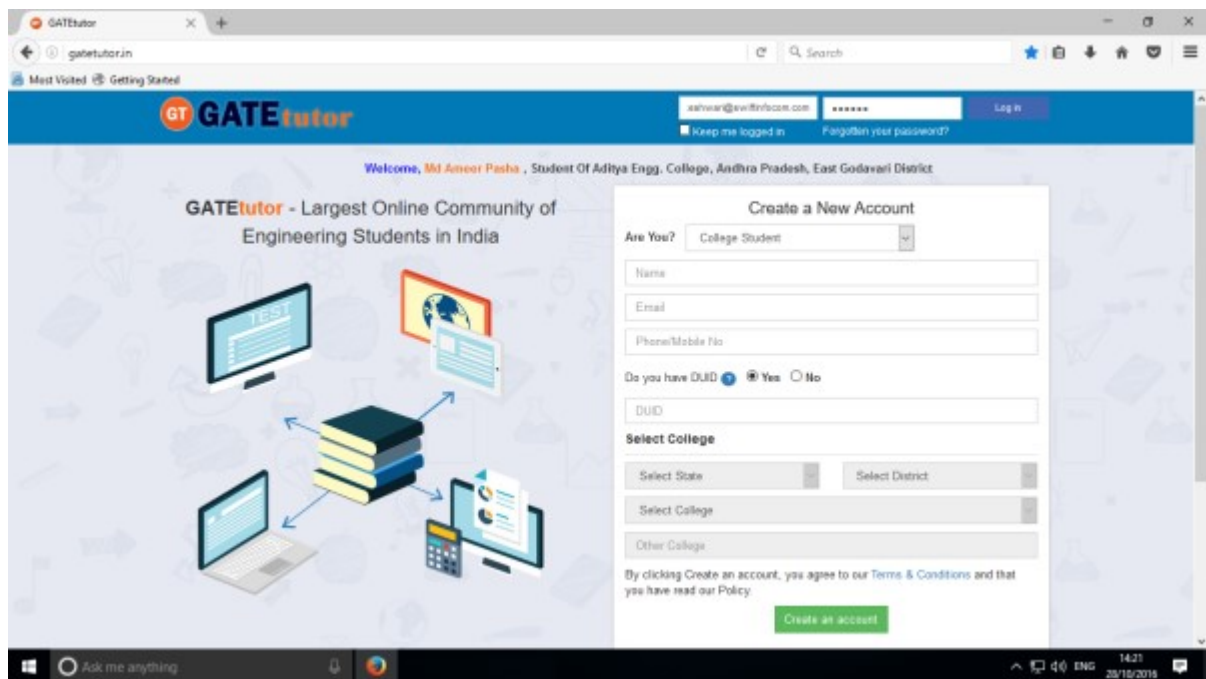 GATEtutor
gatetutor.in
Search
Most Visited Getting Started
GT GATEtutor
aahwari@swiftinfocom.com
Log in
Keep me logged in Forgotten your password?
Welcome, Md Ameer Pasha , Student Of Aditya Engg. College, Andhra Pradesh, East Godavari District
GATEtutor - Largest Online Community of
Engineering Students in India
TEST
Create a New Account
Are You? College Student
Name
Email
Phone/Mobile No
Do you have DUID ? Yes No
DUID
Select College
Select State Select District
Select College
Other College
By clicking Create an account, you agree to our Terms & Conditions and that
you have read our Policy
Create an account
Ask me anything
ENG
14:21
28/10/2016